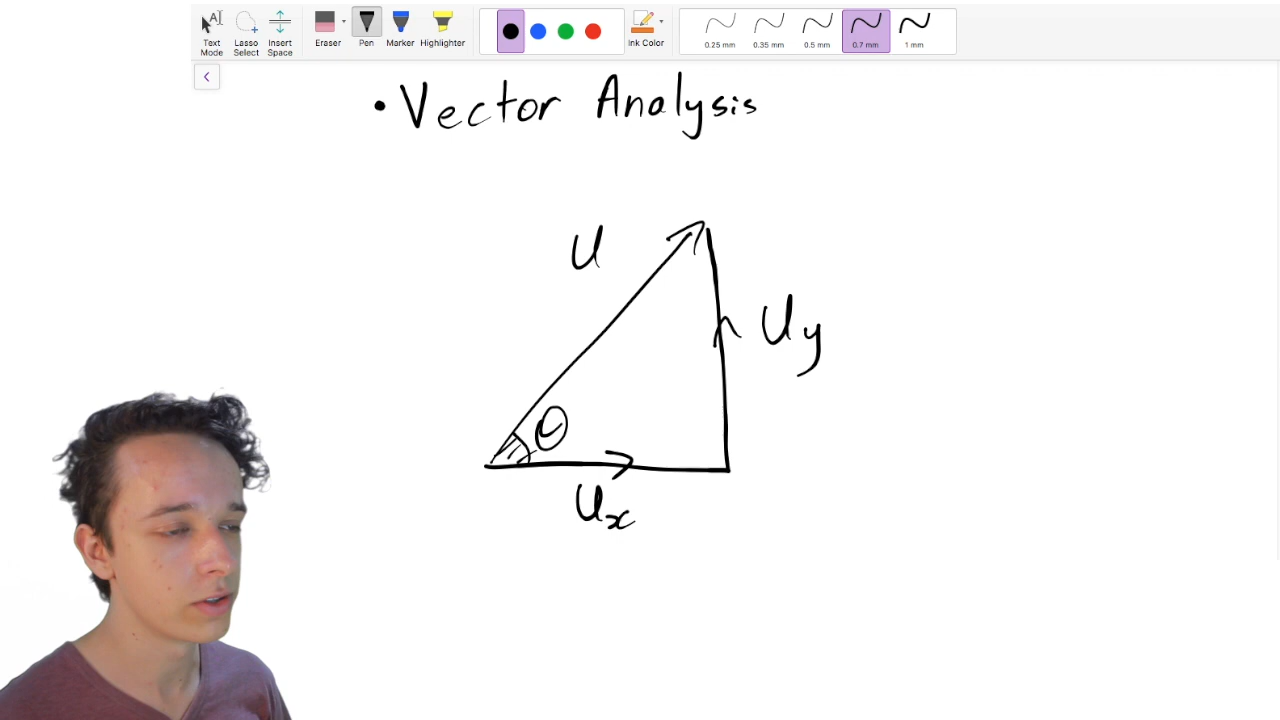 Text Mode
Lasso Select
Insert Space
Eraser
Pen
Marker
Highlighter
Ink Color
0.25 mm
0.35 mm
0.5 mm
0.7 mm
1 mm
• Vector Analysis
u
uy
θ
ux